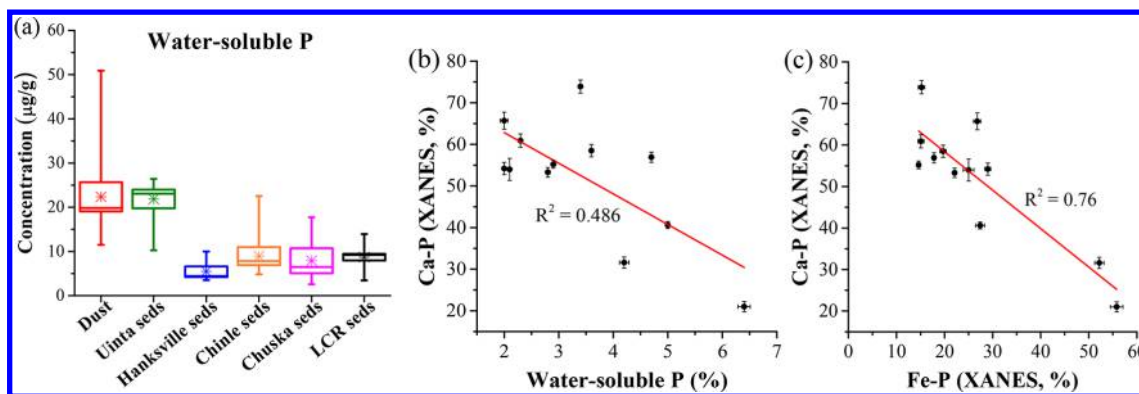 (a)
Water-soluble P
Concentration (µg/g)
60
50
40
30
20
10
0
Dust
Uinta seds
Hanksville seds
Chinle seds
Chuska seds
LCR seds
(b)
Ca-P (XANES, %)
80
70
60
50
40
30
20
R² = 0.486
2 3 4 5 6 7
Water-soluble P (%)
(c)
Ca-P (XANES, %)
80
70
60
50
40
30
20
R² = 0.76
0 10 20 30 40 50 60
Fe-P (XANES, %)